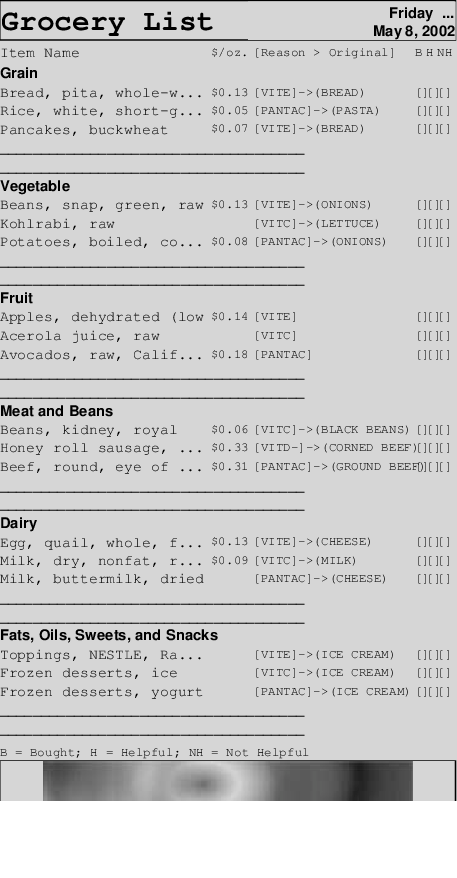 Grocery List
Friday ...
May 8, 2002
Item Name $/oz. [Reason > Original] B H NH
Grain
Bread, pita, whole-w... $0.13 [VITE]->(BREAD) [][][]
Rice, white, short-g... $0.05 [PANTAC]->(PASTA) [][][]
Pancakes, buckwheat $0.07 [VITE]->(BREAD) [][][]
Vegetable
Beans, snap, green, raw $0.13 [VITE]->(ONIONS) [][][]
Kohlrabi, raw [VITC]->(LETTUCE) [][][]
Potatoes, boiled, co... $0.08 [PANTAC]->(ONIONS) [][][]
Fruit
Apples, dehydrated (low $0.14 [VITE] [][][]
Acerola juice, raw [VITC] [][][]
Avocados, raw, Calif... $0.18 [PANTAC] [][][]
Meat and Beans
Beans, kidney, royal $0.06 [VITC]->(BLACK BEANS) [][][]
Honey roll sausage, ... $0.33 [VITD-]->(CORNED BEEF)[][][]
Beef, round, eye of ... $0.31 [PANTAC]->(GROUND BEEF)[][][]
Dairy
Egg, quail, whole, f... $0.13 [VITE]->(CHEESE) [][][]
Milk, dry, nonfat, r... $0.09 [VITC]->(MILK) [][][]
Milk, buttermilk, dried [PANTAC]->(CHEESE) [][][]
Fats, Oils, Sweets, and Snacks
Toppings, NESTLE, Ra... [VITE]->(ICE CREAM) [][][]
Frozen desserts, ice [VITC]->(ICE CREAM) [][][]
Frozen desserts, yogurt [PANTAC]->(ICE CREAM) [][][]
B = Bought; H = Helpful; NH = Not Helpful